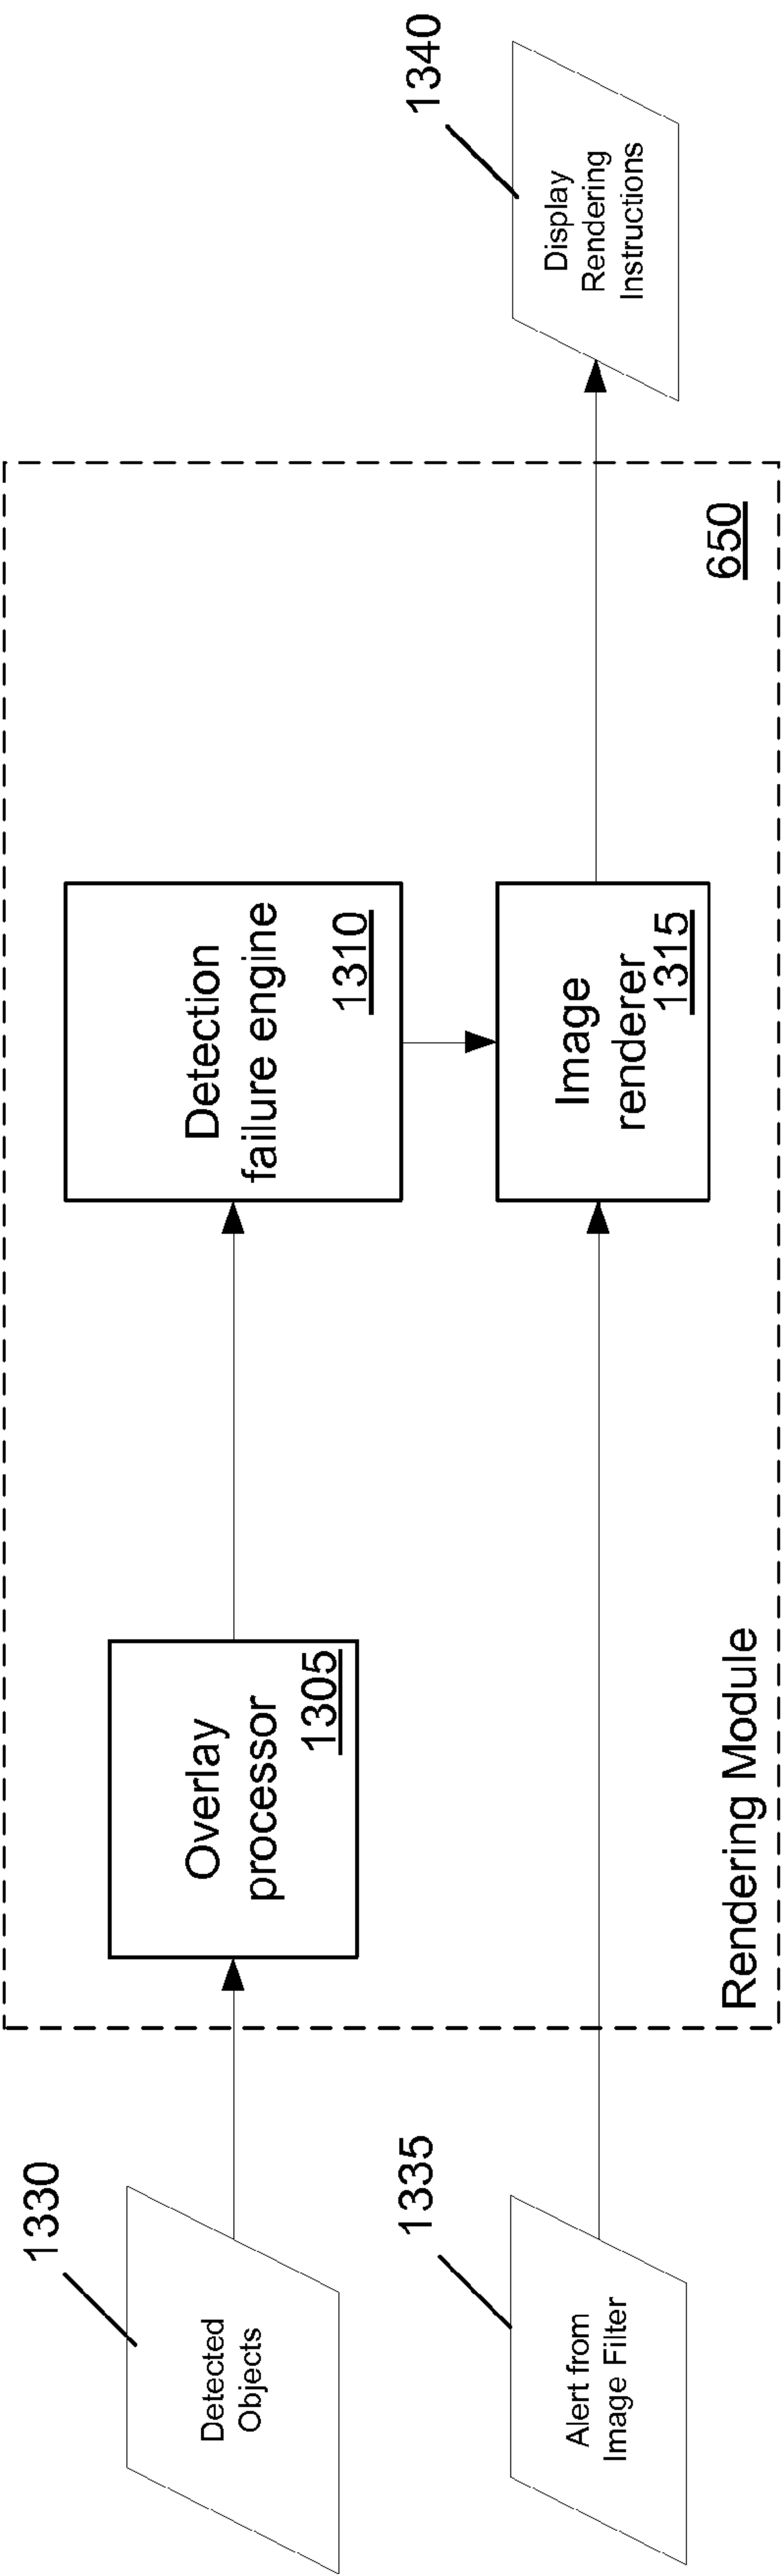 1330
Detected
Objects
1335
Alert from
Image Filter
Overlay
processor
1305
Detection
failure engine
1310
Image
renderer
1315
Rendering Module
650
1340
Display
Rendering
Instructions